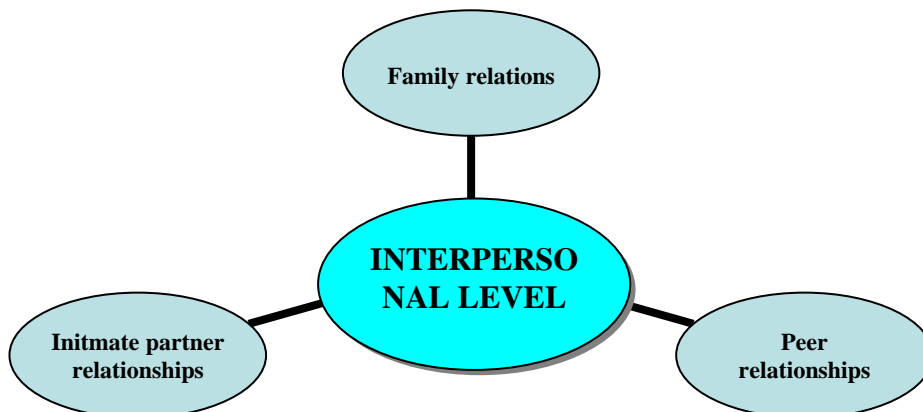 Family relations
INTERPERSO
NAL LEVEL
Initmate partner
relationships
Peer
relationships